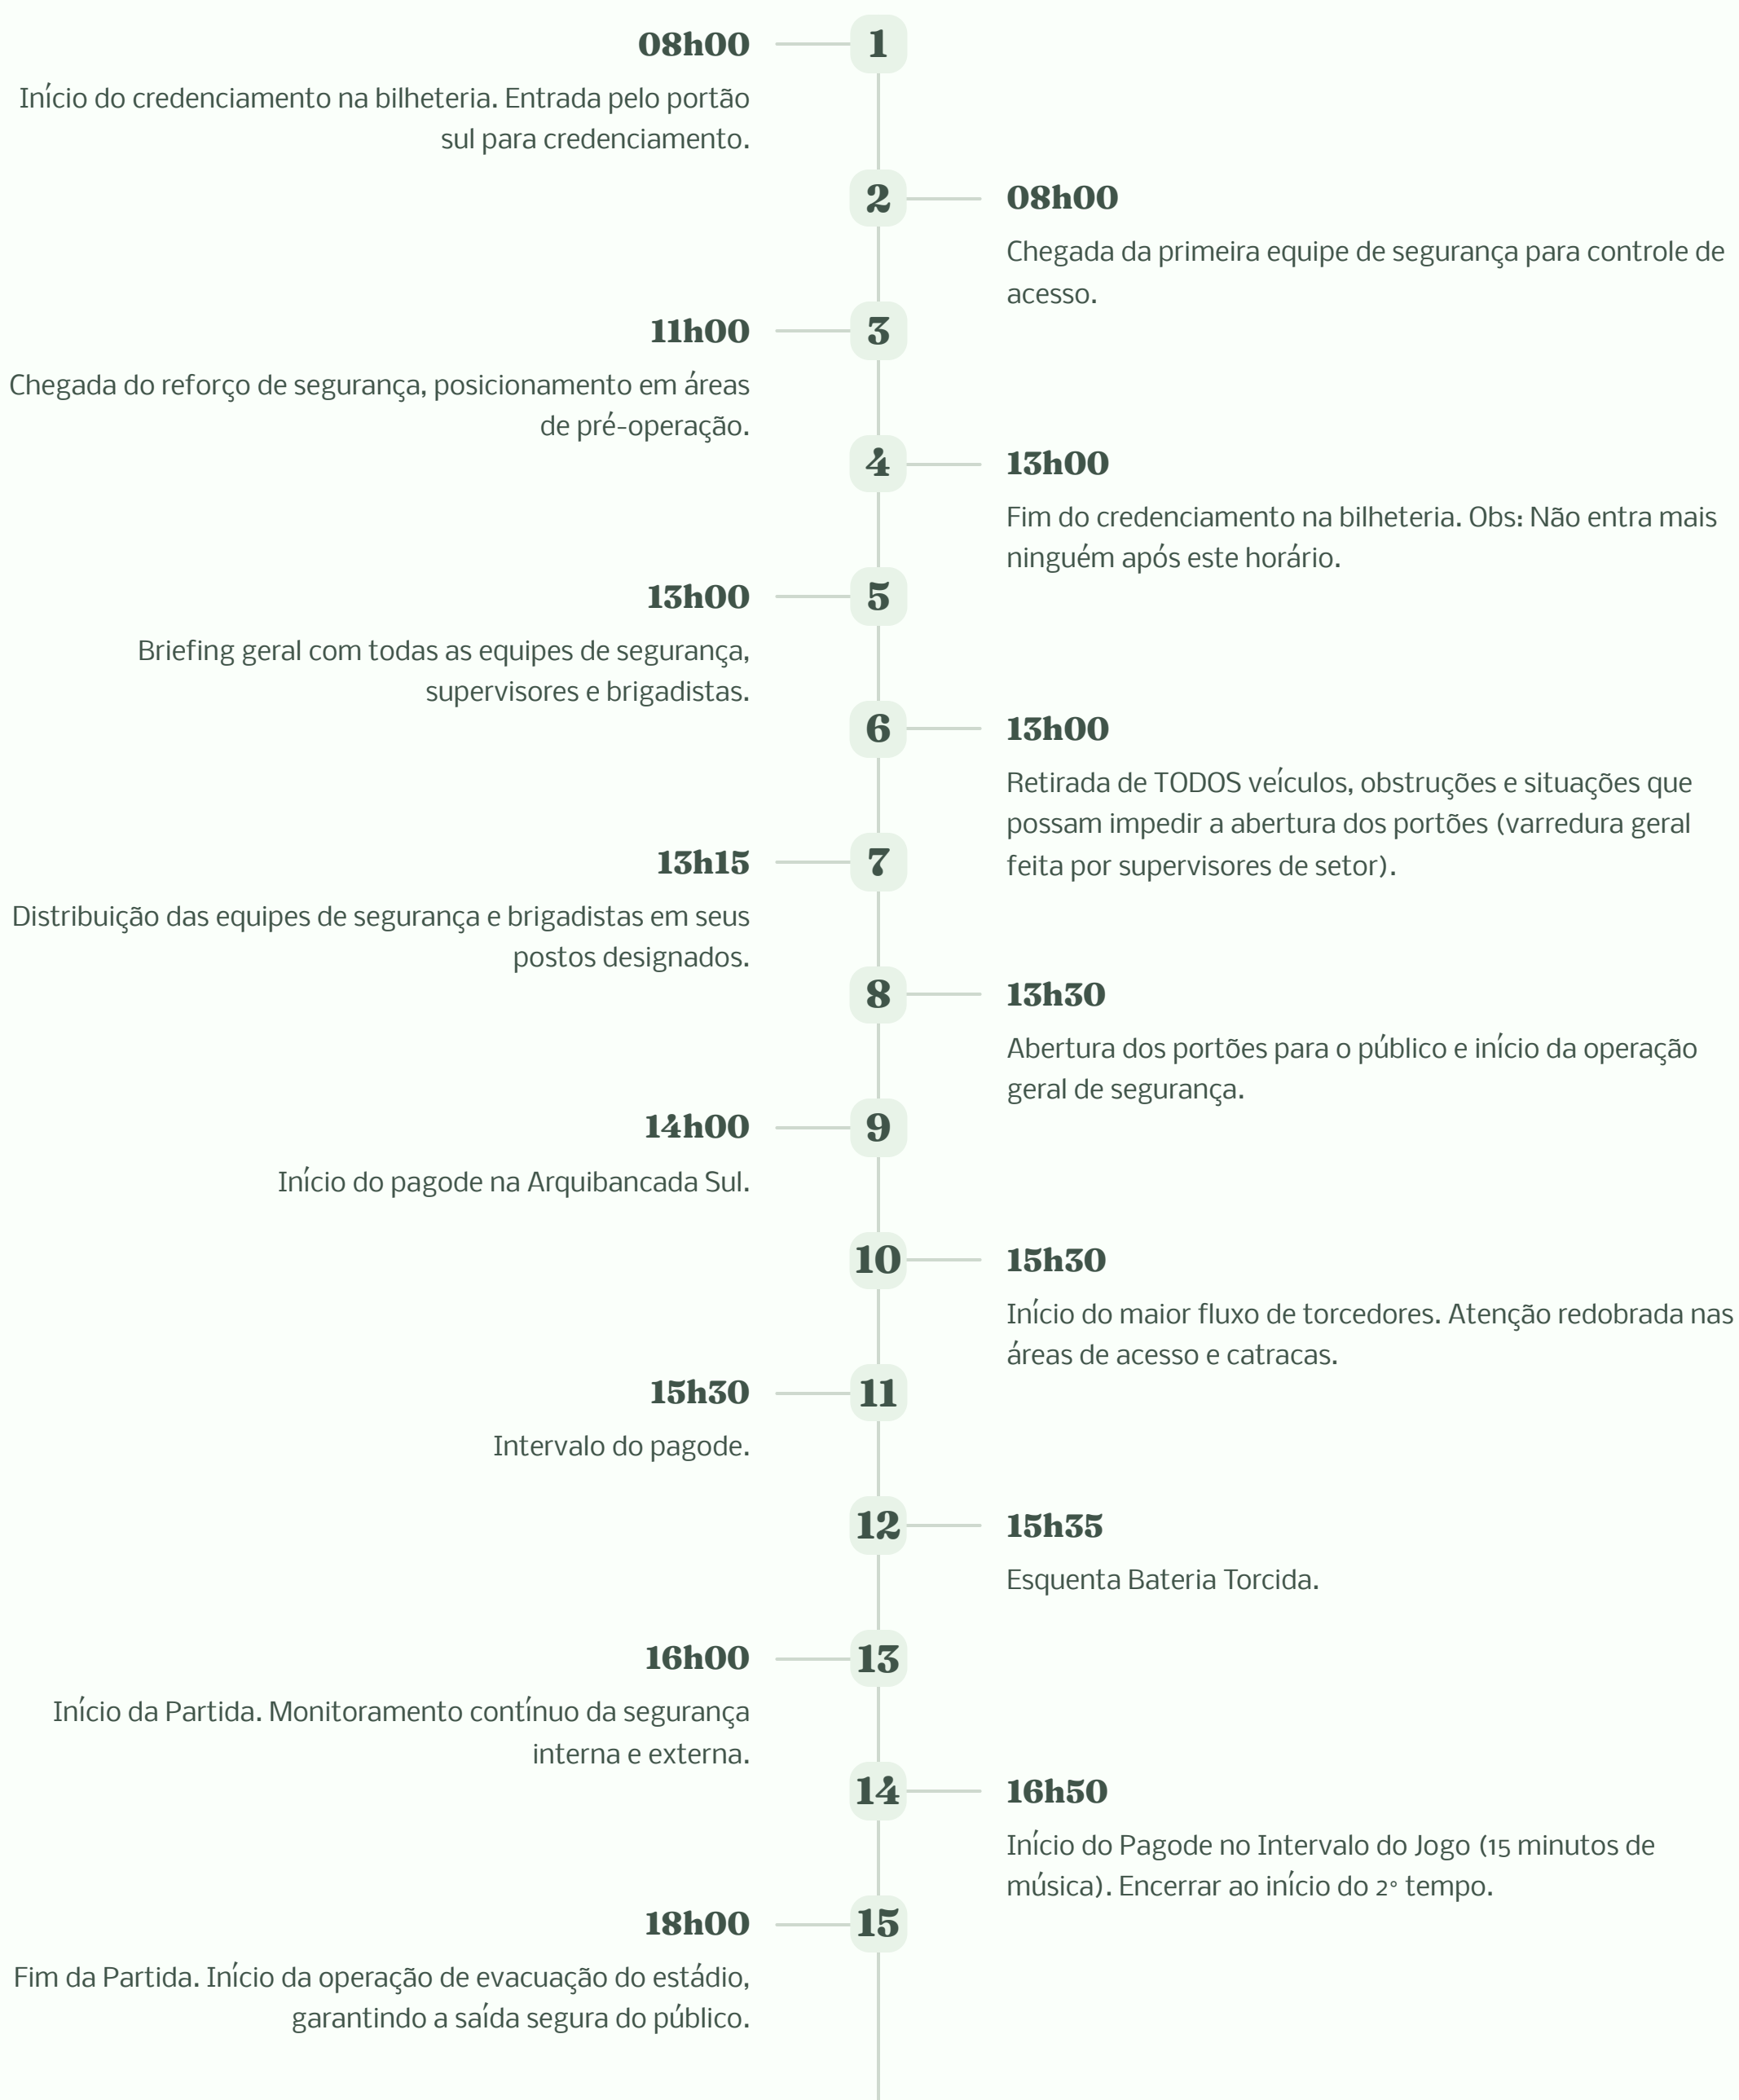 1
08h00
Início do credenciamento na bilheteria. Entrada pelo portão
sul para credenciamento.
2
08h00
Chegada da primeira equipe de segurança para controle de
acesso.
3
11h00
Chegada do reforço de segurança, posicionamento em áreas
de pré-operação.
4
13h00
Fim do credenciamento na bilheteria. Obs: Não entra mais
ninguém após este horário.
5
13h00
Briefing geral com todas as equipes de segurança,
supervisores e brigadistas.
6
13h00
Retirada de TODOS veículos, obstruções e situações que
possam impedir a abertura dos portões (varredura geral
feita por supervisores de setor).
7
13h15
Distribuição das equipes de segurança e brigadistas em seus
postos designados.
8
13h30
Abertura dos portões para o público e início da operação
geral de segurança.
9
14h00
Início do pagode na Arquibancada Sul.
10
15h30
Início do maior fluxo de torcedores. Atenção redobrada nas
áreas de acesso e catracas.
11
15h30
Intervalo do pagode.
12
15h35
Esquenta Bateria Torcida.
13
16h00
Início da Partida. Monitoramento contínuo da segurança
interna e externa.
14
16h50
Início do Pagode no Intervalo do Jogo (15 minutos de
música). Encerrar ao início do 2° tempo.
15
18h00
Fim da Partida. Início da operação de evacuação do estádio,
garantindo a saída segura do público.